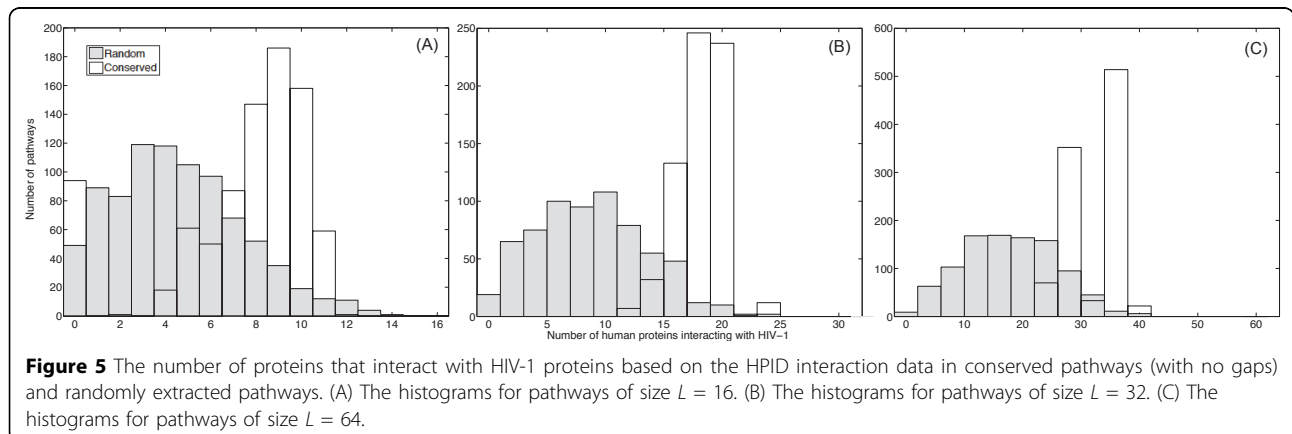 (A)
(B)
(C)
Random
Conserved
Number of pathways
200
180
160
140
120
100
80
60
40
20
0
0 2 4 6 8 10 12 14 16
250
200
150
100
50
0
0 5 10 15 20 25 30
600
500
400
300
200
100
0
0 10 20 30 40 50 60
Number of human proteins interacting with HIV-1
Figure 5 The number of proteins that interact with HIV-1 proteins based on the HPID interaction data in conserved pathways (with no gaps)
and randomly extracted pathways. (A) The histograms for pathways of size L = 16. (B) The histograms for pathways of size L = 32. (C) The
histograms for pathways of size L = 64.